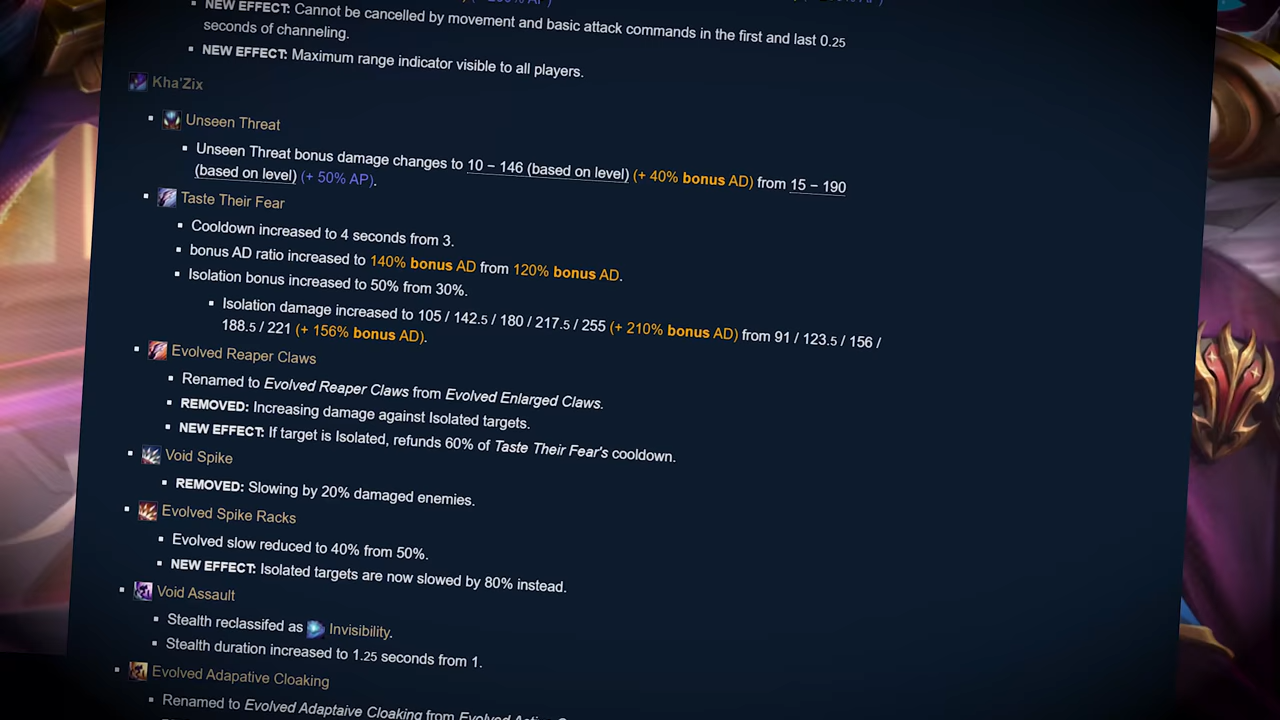 NEW EFFECT: Cannot be cancelled by movement and basic attack commands in the first and last 0.25
seconds of channeling.
NEW EFFECT: Maximum range indicator visible to all players.
Kha'Zix
Unseen Threat
Unseen Threat bonus damage changes to 10 − 146 (based on level) (+ 40% bonus AD) from 15 − 190
(based on level) (+ 50% AP).
Taste Their Fear
Cooldown increased to 4 seconds from 3.
bonus AD ratio increased to 140% bonus AD from 120% bonus AD.
Isolation bonus increased to 50% from 30%.
Isolation damage increased to 105 / 142.5 / 180 / 217.5 / 255 (+ 210% bonus AD) from 91 / 123.5 / 156 /
188.5 / 221 (+ 156% bonus AD).
Evolved Reaper Claws
Renamed to Evolved Reaper Claws from Evolved Enlarged Claws.
REMOVED: Increasing damage against Isolated targets.
NEW EFFECT: If target is Isolated, refunds 60% of Taste Their Fear's cooldown.
Void Spike
REMOVED: Slowing by 20% damaged enemies.
Evolved Spike Racks
Evolved slow reduced to 40% from 50%.
NEW EFFECT: Isolated targets are now slowed by 80% instead.
Void Assault
Stealth reclassifed as Invisibility.
Stealth duration increased to 1.25 seconds from 1.
Evolved Adapative Cloaking
Renamed to Evolved Adaptaive Cloaking from Evolved